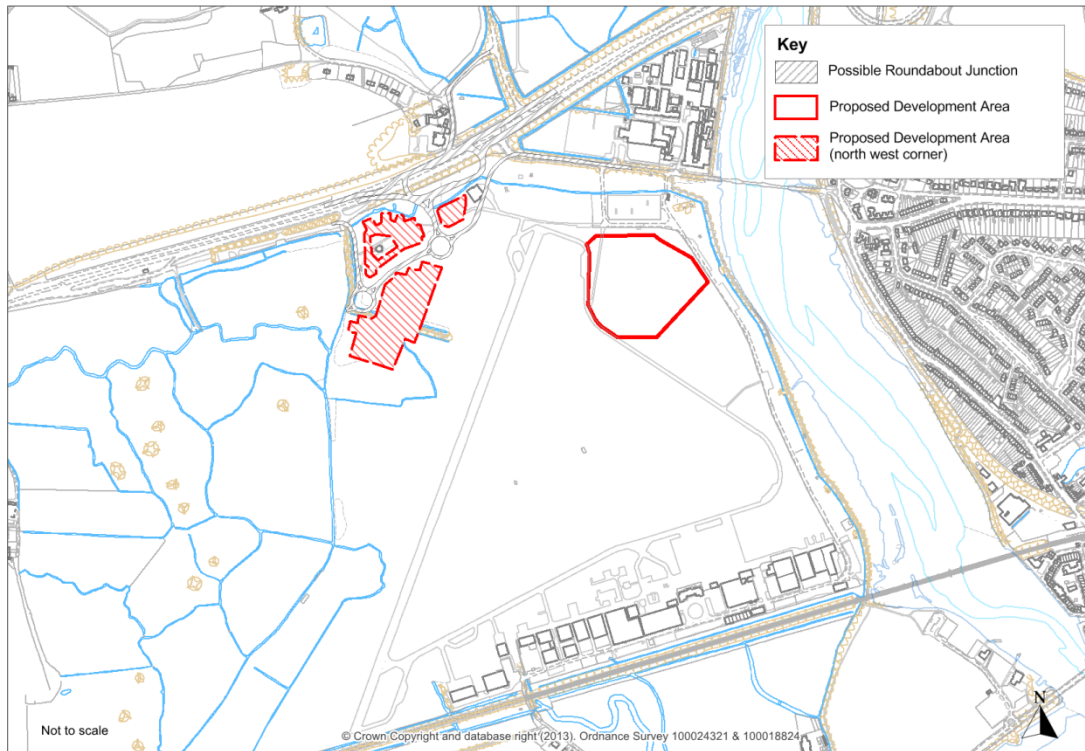 Key
Possible Roundabout Junction
Proposed Development Area
Proposed Development Area
(north west corner)
N
Not to scale
© Crown Copyright and database right (2013). Ordnance Survey 100024321 & 100018824